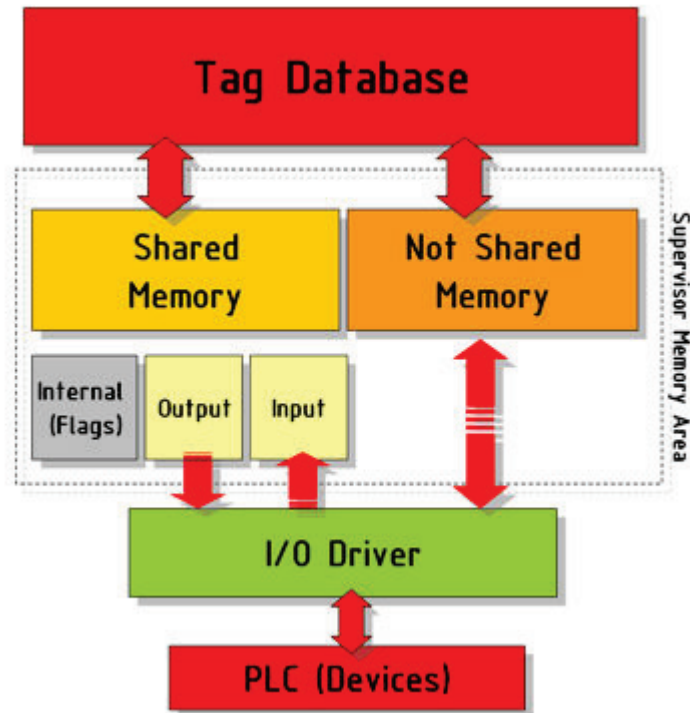 Tag Database
Shared
Memory
Not Shared
Memory
Supervisor Memory Area
Internal
(Flags)
Output
Input
I/O Driver
PLC (Devices)